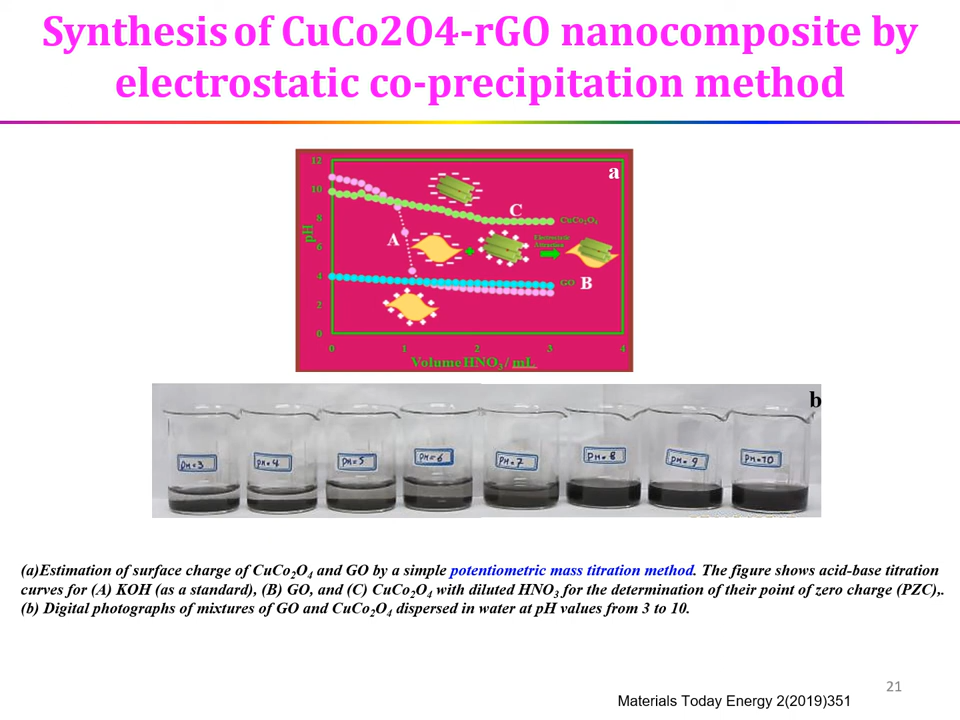 Synthesis of CuCo2O4-rGO nanocomposite by
electrostatic co-precipitation method
a
12
10
8
6
4
2
0
pH
C
CuCo₂O₄
A
Electrostatic
Attraction
+
GO
B
0 1 2 3 4
Volume HNO₃ / mL
b
pH=3
pH=4
pH=5
pH=6
pH=7
pH=8
pH=9
pH=10
(a)Estimation of surface charge of CuCo₂O₄ and GO by a simple potentiometric mass titration method. The figure shows acid-base titration
curves for (A) KOH (as a standard), (B) GO, and (C) CuCo₂O₄ with diluted HNO₃ for the determination of their point of zero charge (PZC),.
(b) Digital photographs of mixtures of GO and CuCo₂O₄ dispersed in water at pH values from 3 to 10.
21
Materials Today Energy 2(2019)351